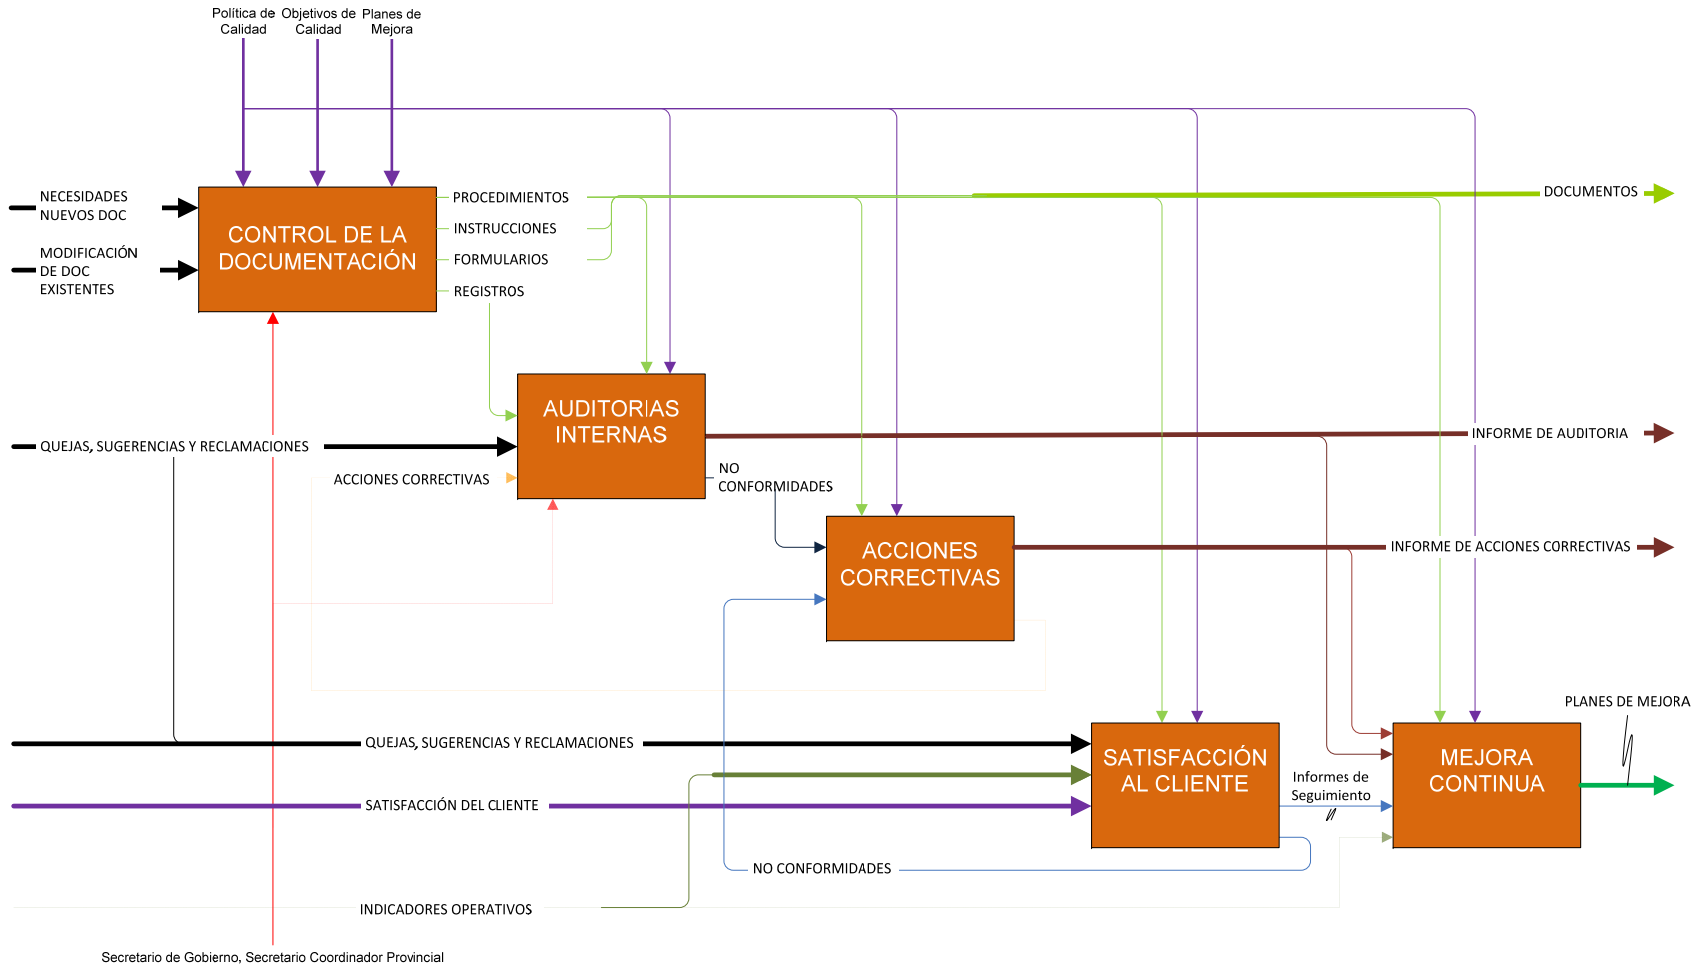 Política de
Calidad
Objetivos de
Calidad
Planes de
Mejora
NECESIDADES
NUEVOS DOC
MODIFICACIÓN
DE DOC
EXISTENTES
CONTROL DE LA
DOCUMENTACIÓN
PROCEDIMIENTOS
INSTRUCCIONES
FORMULARIOS
REGISTROS
DOCUMENTOS
AUDITORIAS
INTERNAS
QUEJAS, SUGERENCIAS Y RECLAMACIONES
ACCIONES CORRECTIVAS
INFORME DE AUDITORIA
NO
CONFORMIDADES
ACCIONES
CORRECTIVAS
INFORME DE ACCIONES CORRECTIVAS
PLANES DE MEJORA
QUEJAS, SUGERENCIAS Y RECLAMACIONES
SATISFACCIÓN DEL CLIENTE
SATISFACCIÓN
AL CLIENTE
Informes de
Seguimiento
MEJORA
CONTINUA
NO CONFORMIDADES
INDICADORES OPERATIVOS
Secretario de Gobierno, Secretario Coordinador Provincial